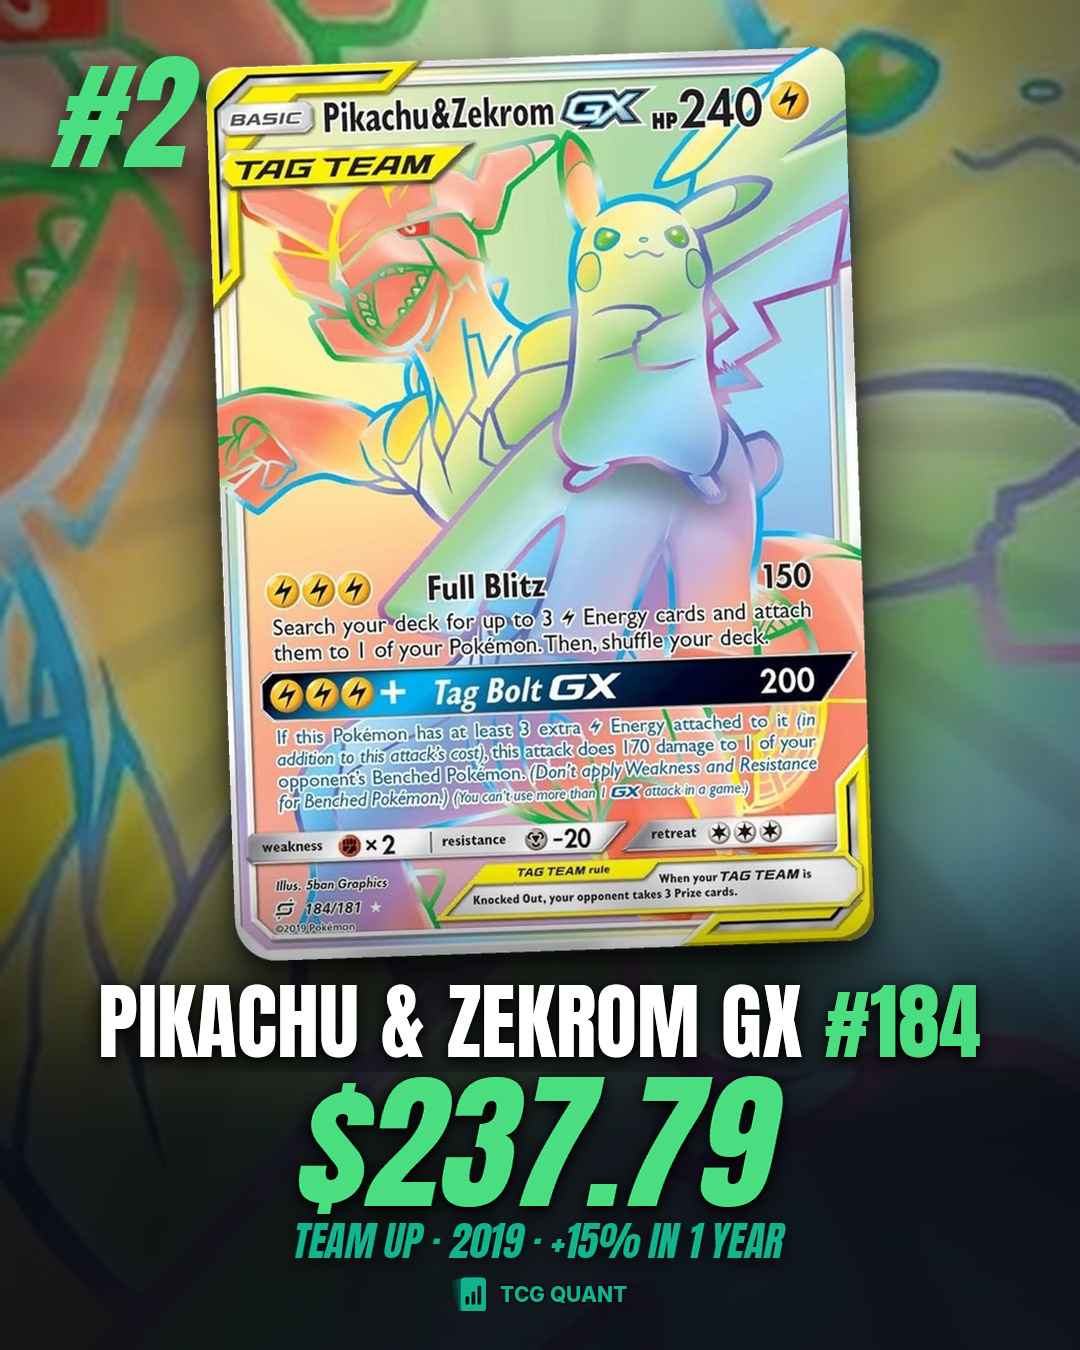 #2
BASIC Pikachu&Zekrom GX HP 240
TAG TEAM
Full Blitz 150
Search your deck for up to 3 Energy cards and attach
them to 1 of your Pokémon. Then, shuffle your deck.
+ Tag Bolt GX 200
If this Pokémon has at least 3 extra Energy attached to it (in
addition to this attack's cost), this attack does 170 damage to 1 of your
opponent's Benched Pokémon. (Don't apply Weakness and Resistance
for Benched Pokémon.) (You can't use more than 1 GX attack in a game.)
weakness ×2 resistance -20 retreat
TAG TEAM rule
When your TAG TEAM is
Knocked Out, your opponent takes 3 Prize cards.
Illus. 5ban Graphics
184/181
©2019 Pokémon
PIKACHU & ZEKROM GX #184
$237.79
TEAM UP · 2019 · +15% IN 1 YEAR
TCG QUANT